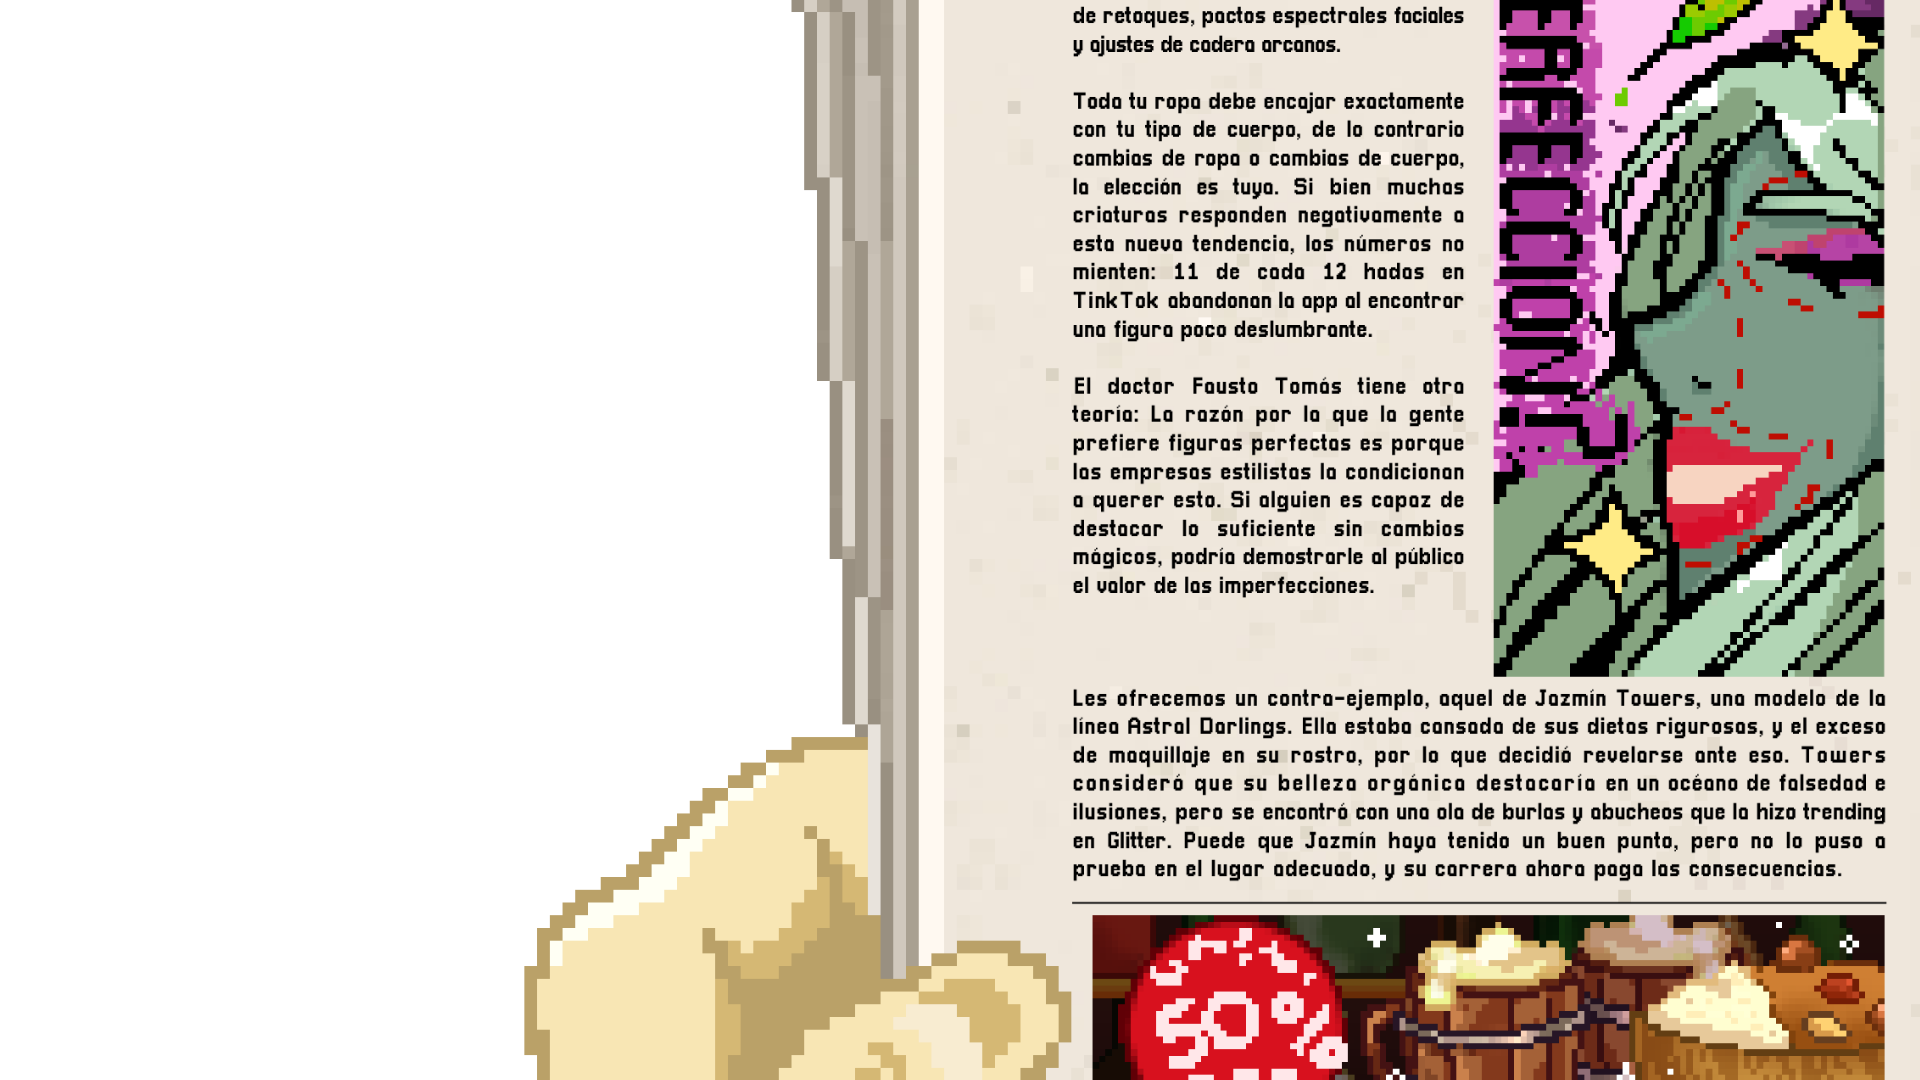 de retoques, pactos espectrales faciales
y ajustes de cadera arcanos.
Toda tu ropa debe encajar exactamente
con tu tipo de cuerpo, de lo contrario
cambias de ropa o cambias de cuerpo,
la elección es tuya. Si bien muchas
criaturas responden negativamente a
esta nueva tendencia, los números no
mienten: 11 de cada 12 hadas en
TinkTok abandonan la app al encontrar
una figura poco deslumbrante.
El doctor Fausto Tomás tiene otra
teoría: La razón por la que la gente
prefiere figuras perfectas es porque
las empresas estilistas la condicionan
a querer esto. Si alguien es capaz de
destacar lo suficiente sin cambios
mágicos, podría demostrarle al público
el valor de las imperfecciones.
Les ofrecemos un contra-ejemplo, aquel de Jazmín Towers, una modelo de la
línea Astral Darlings. Ella estaba cansada de sus dietas rigurosas, y el exceso
de maquillaje en su rostro, por lo que decidió revelarse ante eso. Towers
consideró que su belleza orgánica destacaría en un océano de falsedad e
ilusiones, pero se encontró con una ola de burlas y abucheos que la hizo trending
en Glitter. Puede que Jazmín haya tenido un buen punto, pero no lo puso a
prueba en el lugar adecuado, y su carrera ahora paga las consecuencias.
50%